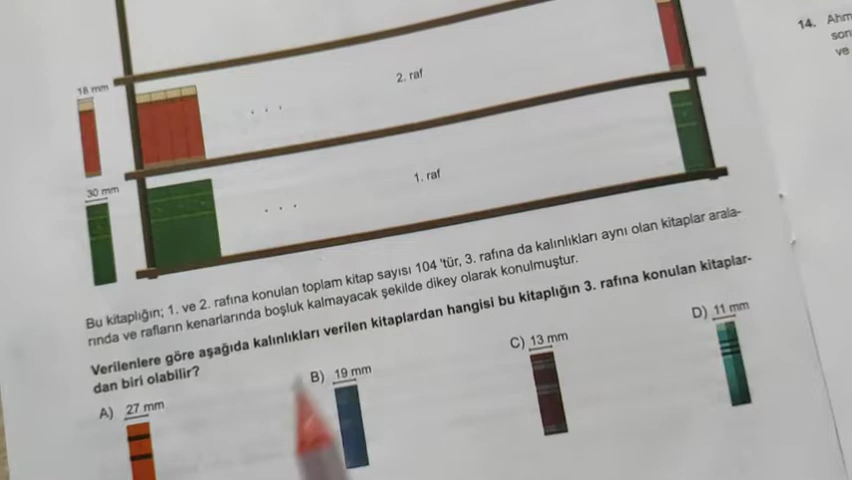 18 mm
2. raf
30 mm
1. raf
Bu kitaplığın; 1. ve 2. rafına konulan toplam kitap sayısı 104 'tür, 3. rafına da kalınlıkları aynı olan kitaplar arala-
rında ve rafların kenarlarında boşluk kalmayacak şekilde dikey olarak konulmuştur.
Verilenlere göre aşağıda kalınlıkları verilen kitaplardan hangisi bu kitaplığın 3. rafına konulan kitaplar-
dan biri olabilir?
A) 27 mm
B) 19 mm
C) 13 mm
D) 11 mm
14. Ahm
son
ve